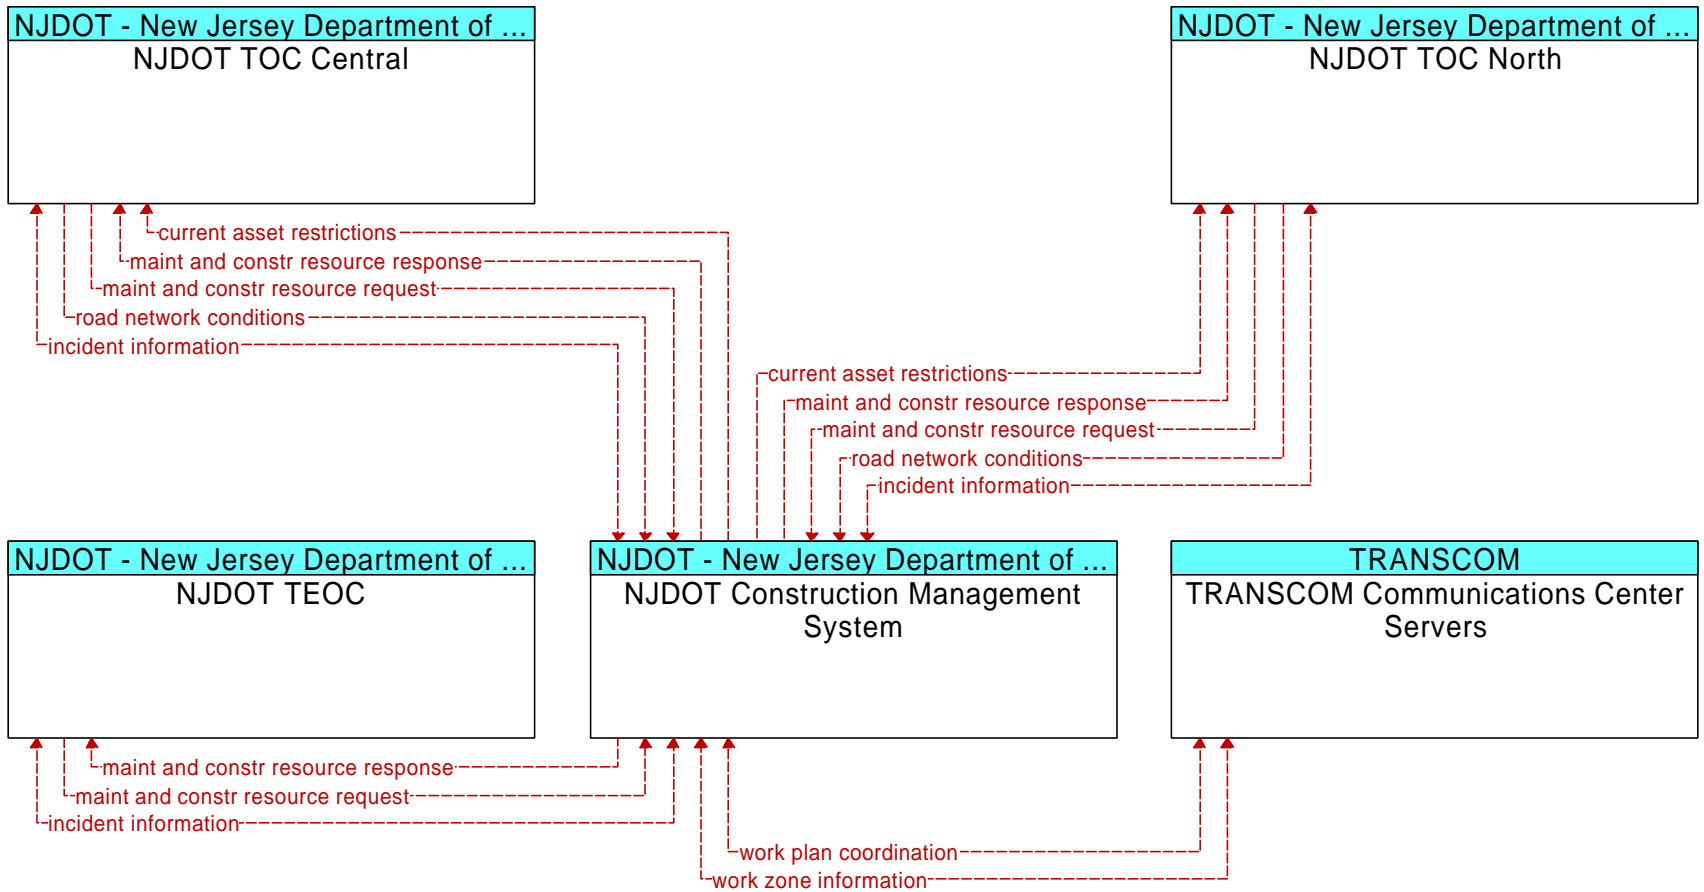 NJDOT - New Jersey Department of ...
NJDOT TOC Central
NJDOT - New Jersey Department of ...
NJDOT TOC North
current asset restrictions
maint and constr resource response
maint and constr resource request
road network conditions
incident information
current asset restrictions
maint and constr resource response
maint and constr resource request
road network conditions
incident information
NJDOT - New Jersey Department of ...
NJDOT TEOC
NJDOT - New Jersey Department of ...
NJDOT Construction Management
System
TRANSCOM
TRANSCOM Communications Center
Servers
maint and constr resource response
maint and constr resource request
incident information
work plan coordination
work zone information